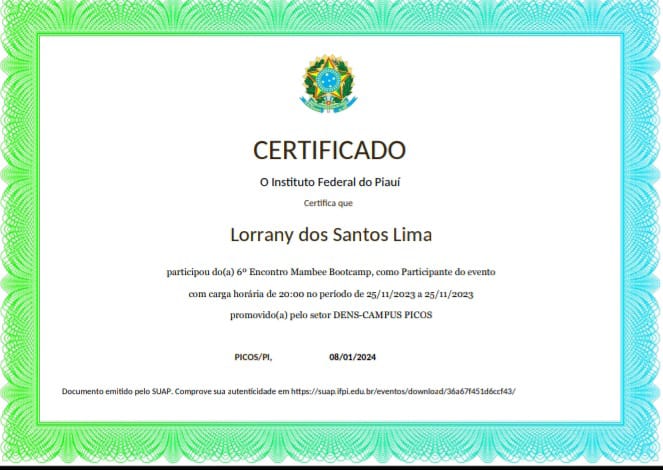 CERTIFICADO
O Instituto Federal do Piauí
Certifica que
Lorrany dos Santos Lima
participou do(a) 6º Encontro Mambee Bootcamp, como Participante do evento
com carga horária de 20:00 no período de 25/11/2023 a 25/11/2023
promovido(a) pelo setor DENS-CAMPUS PICOS
PICOS/PI, 08/01/2024
Documento emitido pelo SUAP. Comprove sua autenticidade em https://suap.ifpi.edu.br/eventos/download/36a67f451d6ccf43/